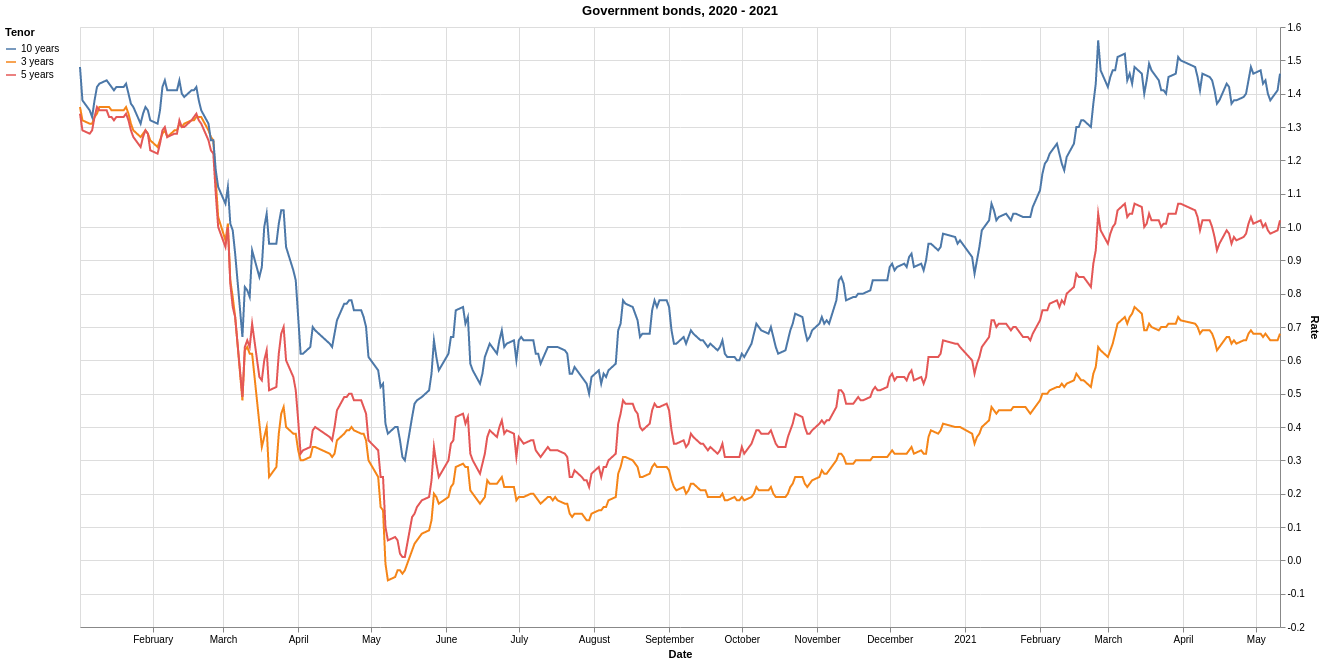 Government bonds, 2020 - 2021
Tenor
10 years
3 years
5 years
1.6
1.5
1.4
1.3
1.2
1.1
1.0
0.9
0.8
0.7
0.6
0.5
0.4
0.3
0.2
0.1
0.0
-0.1
-0.2
Rate
February March April May June July August September October November December 2021 February March April May
Date